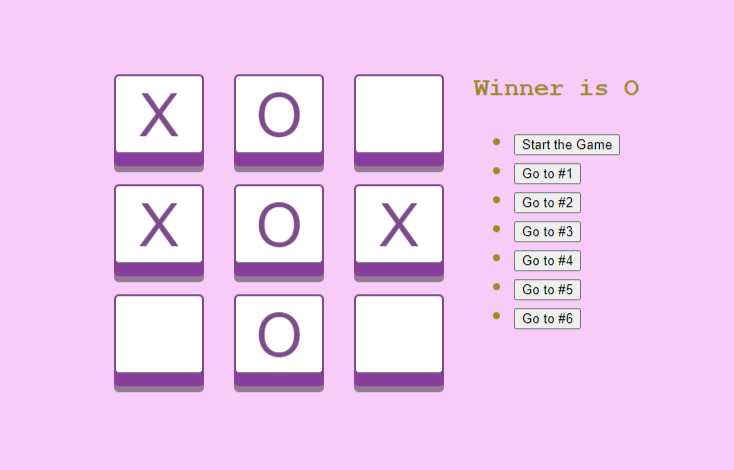 X O
X O X
O
Winner is O
Start the Game
Go to #1
Go to #2
Go to #3
Go to #4
Go to #5
Go to #6